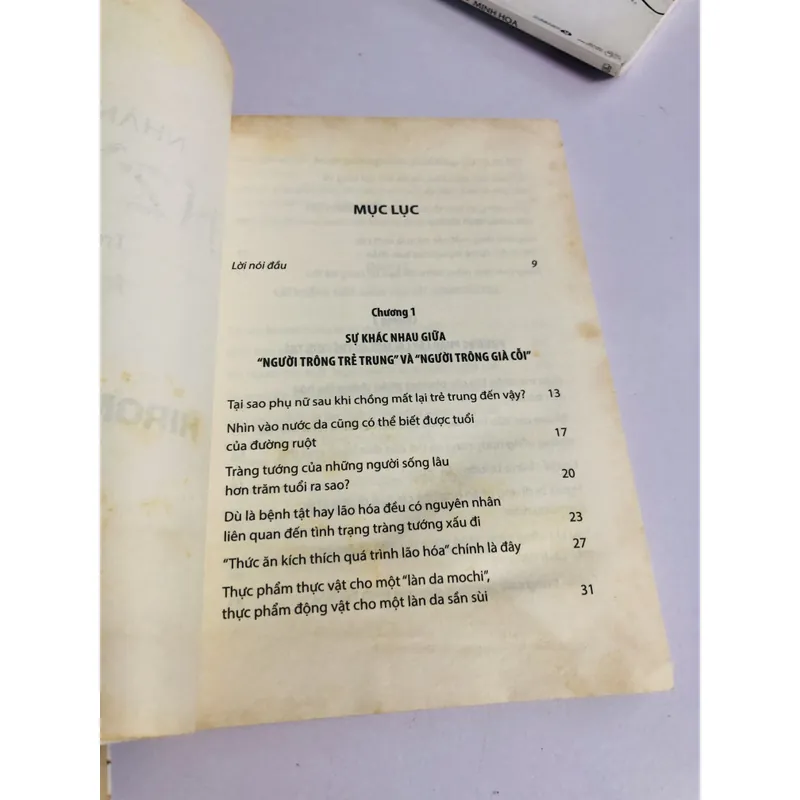 MINH HOA
NHÂN
HIRO
MỤC LỤC
Lời nói đầu 9
Chương 1
SỰ KHÁC NHAU GIỮA
“NGƯỜI TRÔNG TRẺ TRUNG” VÀ “NGƯỜI TRÔNG GIÀ CỖI”
Tại sao phụ nữ sau khi chồng mất lại trẻ trung đến vậy? 13
Nhìn vào nước da cũng có thể biết được tuổi
của đường ruột 17
Tràng tướng của những người sống lâu
hơn trăm tuổi ra sao? 20
Dù là bệnh tật hay lão hóa đều có nguyên nhân
liên quan đến tình trạng tràng tướng xấu đi 23
“Thức ăn kích thích quá trình lão hóa” chính là đây 27
Thực phẩm thực vật cho một “làn da mochi”,
thực phẩm động vật cho một làn da sần sùi 31